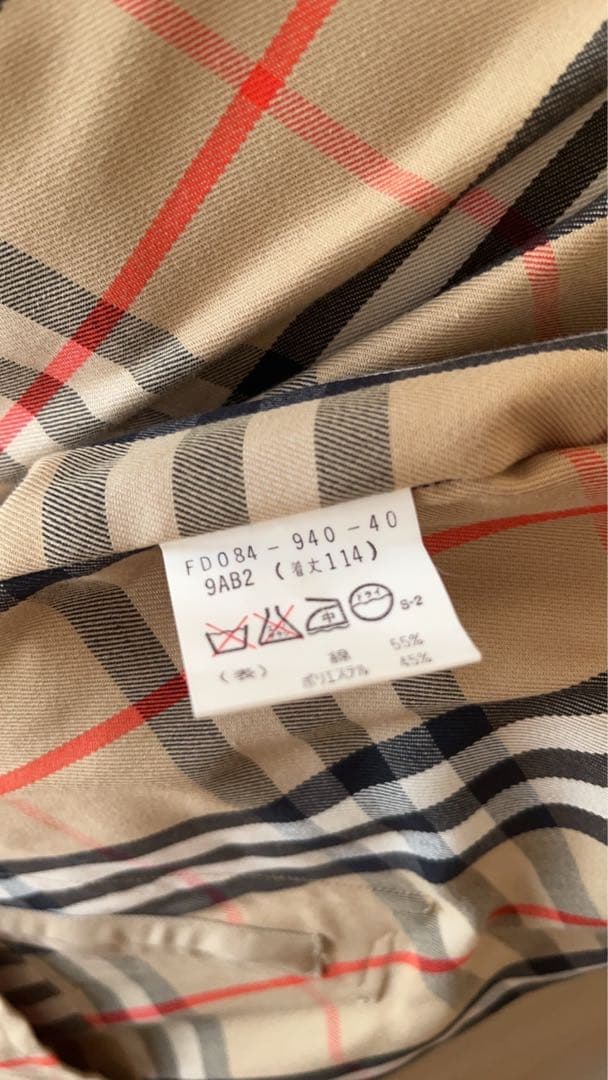 FD084-940-40
9AB2 (着丈114)
中 ドライ S-2
(表) 綿 55%
ポリエステル 45%